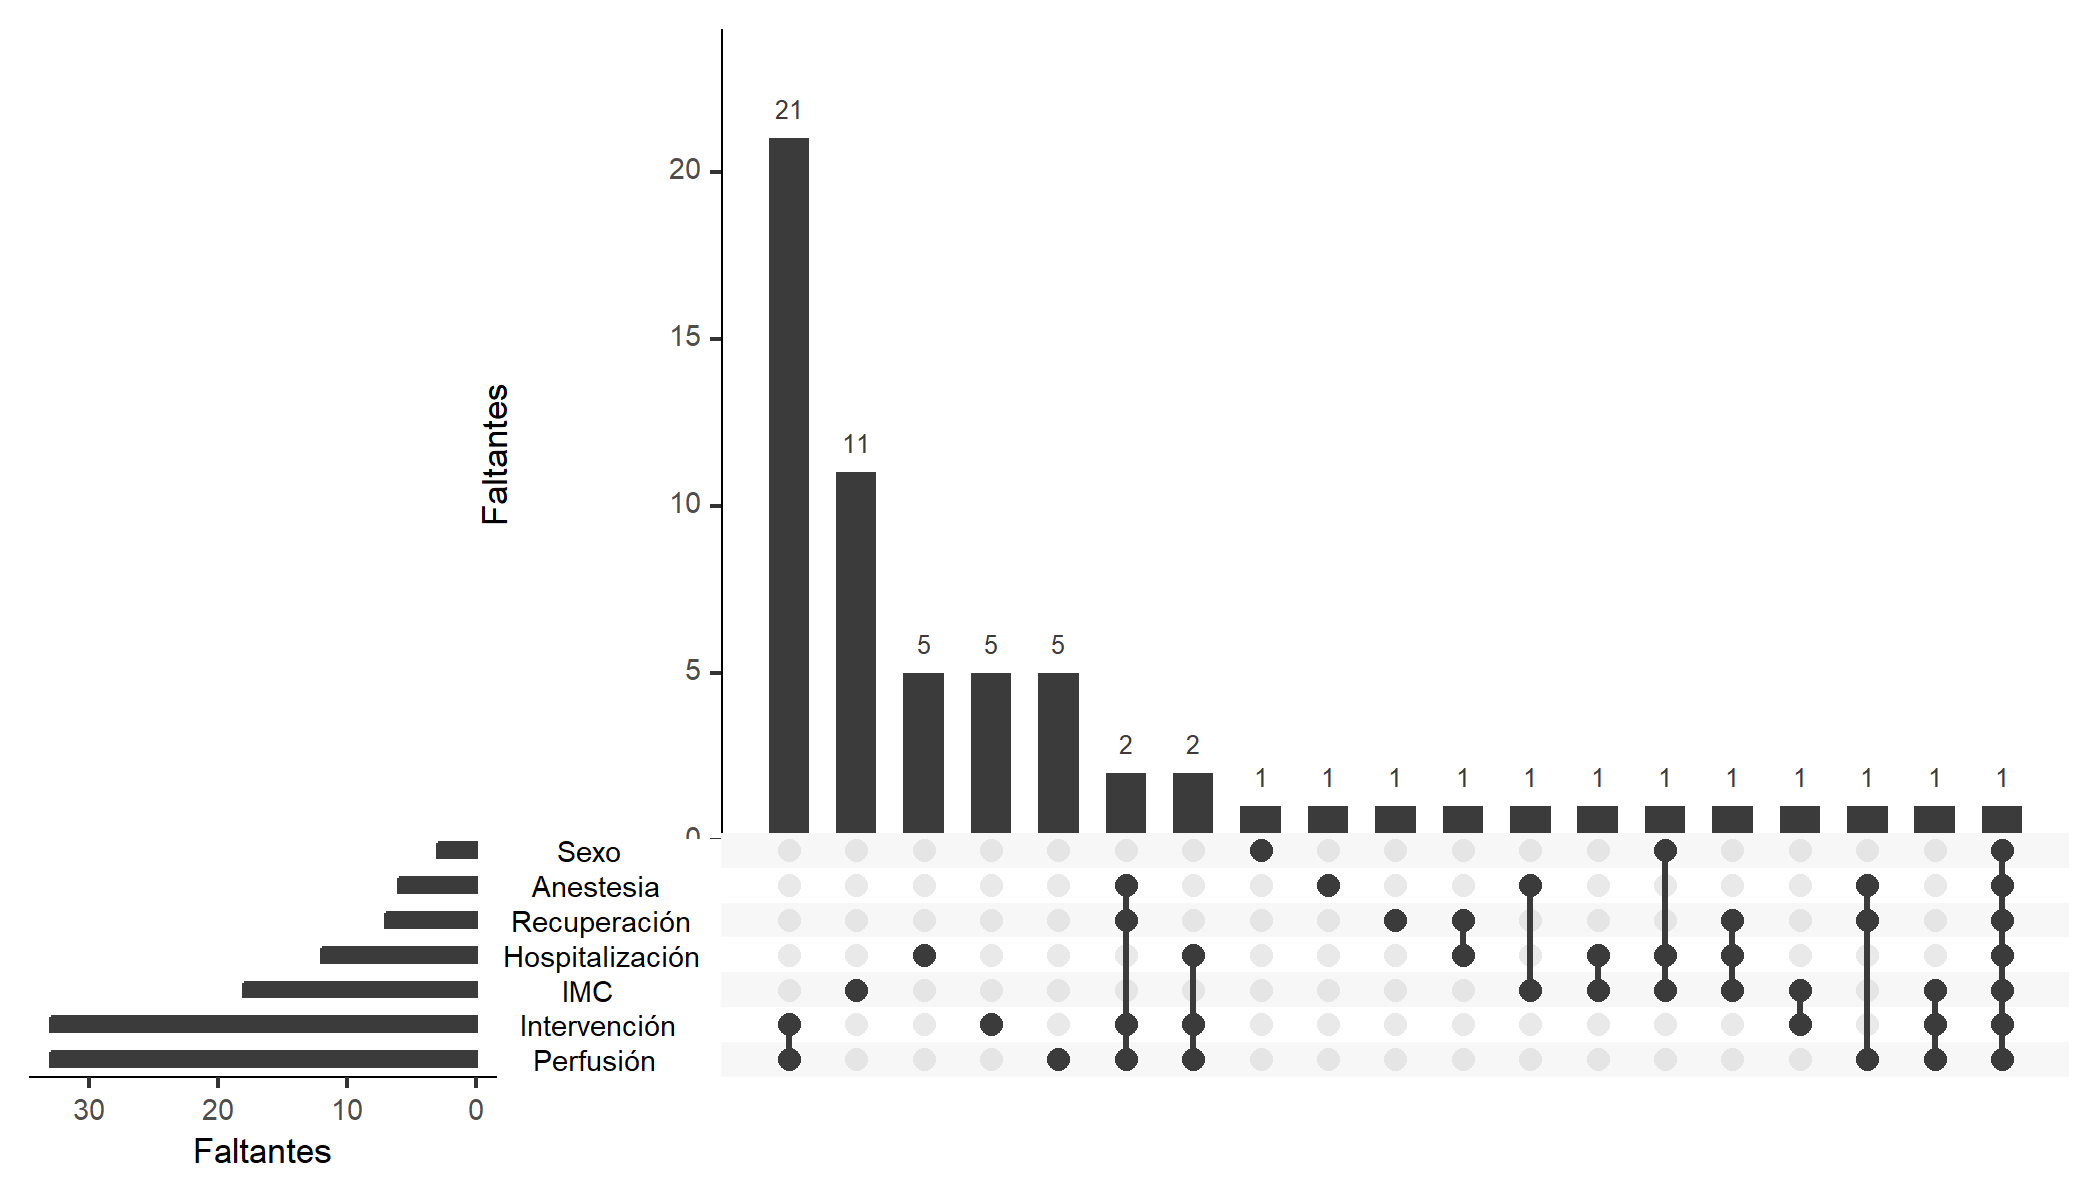 21
20
15
11
10
5 5 5
5
2 2
1 1 1 1 1 1 1 1 1 1 1 1
0
Faltantes
Sexo
Anestesia
Recuperación
Hospitalización
IMC
Intervención
Perfusión
30 20 10 0
Faltantes